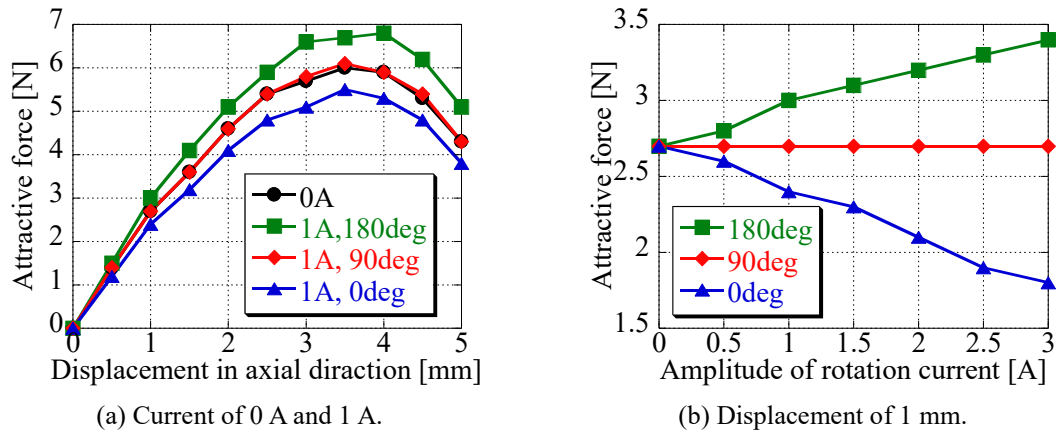 Attractive force [N]
7
6
5
4
3
2
1
0
0 1 2 3 4 5
Displacement in axial diraction [mm]
0A
1A,180deg
1A, 90deg
1A, 0deg
(a) Current of 0 A and 1 A.
Attractive force [N]
3.5
3
2.5
2
1.5
0 0.5 1 1.5 2 2.5 3
Amplitude of rotation current [A]
180deg
90deg
0deg
(b) Displacement of 1 mm.